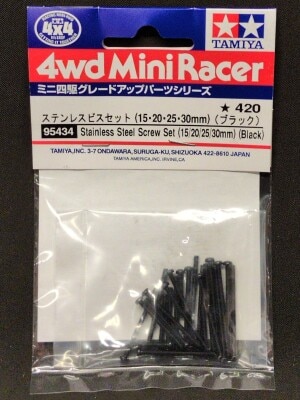 4x4
TAMIYA
4wd Mini Racer
ミニ四駆グレードアップパーツシリーズ
★ 420
ステンレスビスセット (15・20・25・30mm) (ブラック)
95434 Stainless Steel Screw Set (15/20/25/30mm) (Black)
TAMIYA,INC. 3-7 ONDAWARA, SURUGA-KU, SHIZUOKA 422-8610 JAPAN
TAMIYA AMERICA,INC. IRVINE,CA.